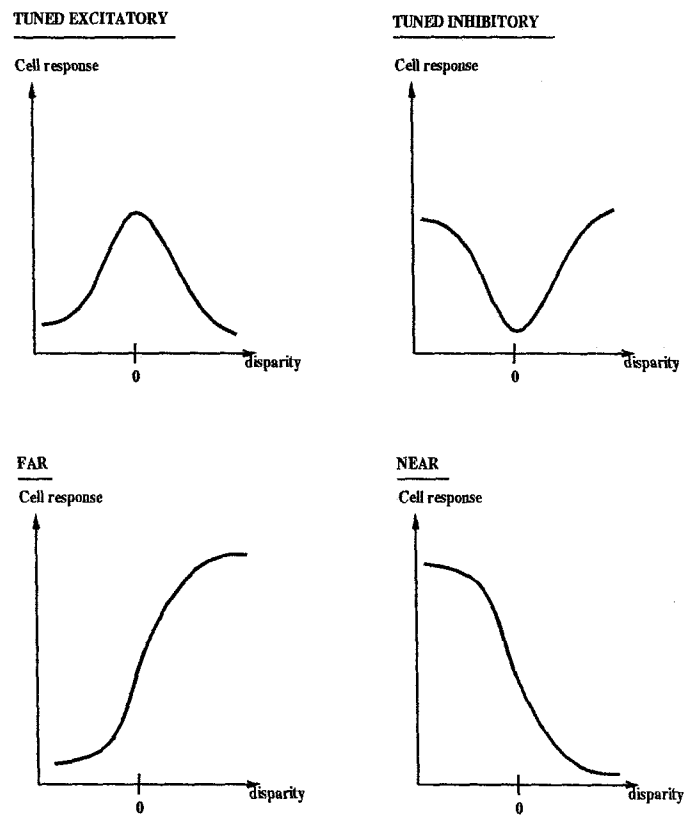 TUNED EXCITATORY
Cell response
disparity
0
TUNED INHIBITORY
Cell response
disparity
0
FAR
Cell response
disparity
0
NEAR
Cell response
disparity
0